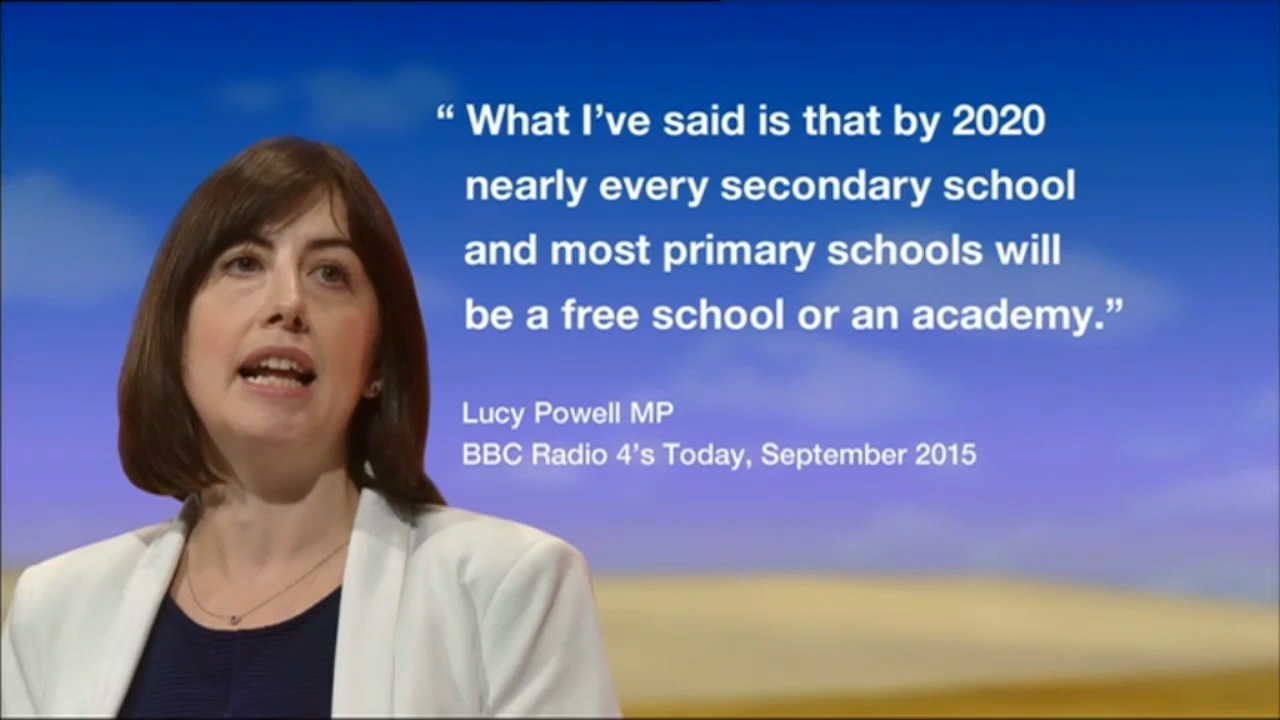 “ What I’ve said is that by 2020
nearly every secondary school
and most primary schools will
be a free school or an academy.”
Lucy Powell MP
BBC Radio 4’s Today, September 2015